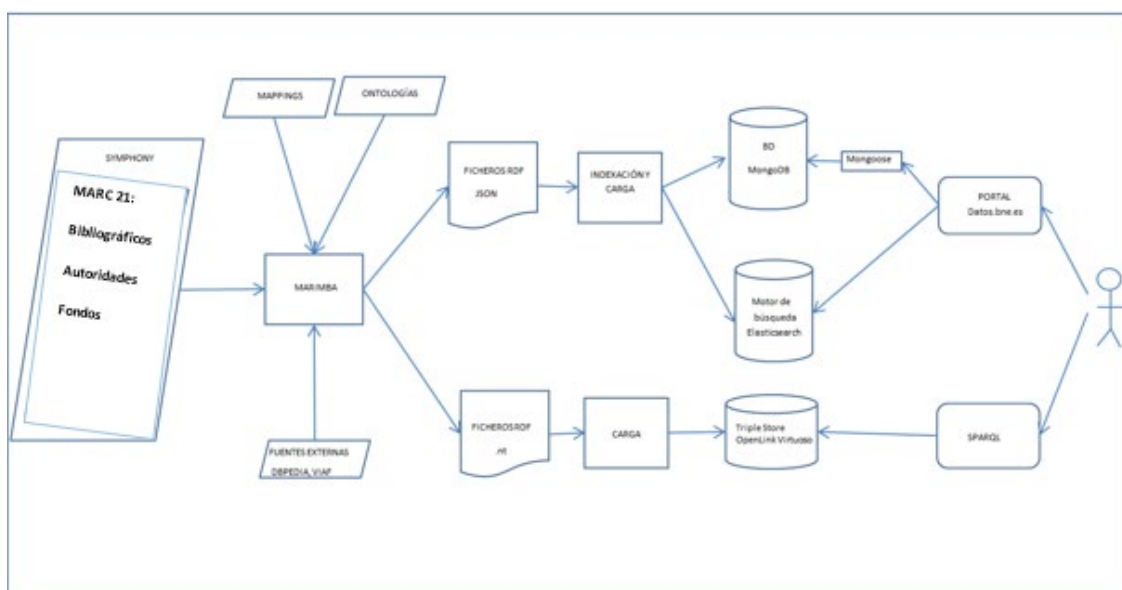 MAPPINGS
ONTOLOGÍAS
SYMPHONY
MARC 21:
Bibliográficos
Autoridades
Fondos
MARIMBA
FUENTES EXTERNAS
DBPEDIA, VIAF
FICHEROS RDF
JSON
INDEXACIÓN Y
CARGA
BD
MongoDB
Mongoose
PORTAL
Datos.bne.es
Motor de
búsqueda
Elasticsearch
FICHEROS RDF
.nt
CARGA
Triple Store
OpenLink Virtuoso
SPARQL